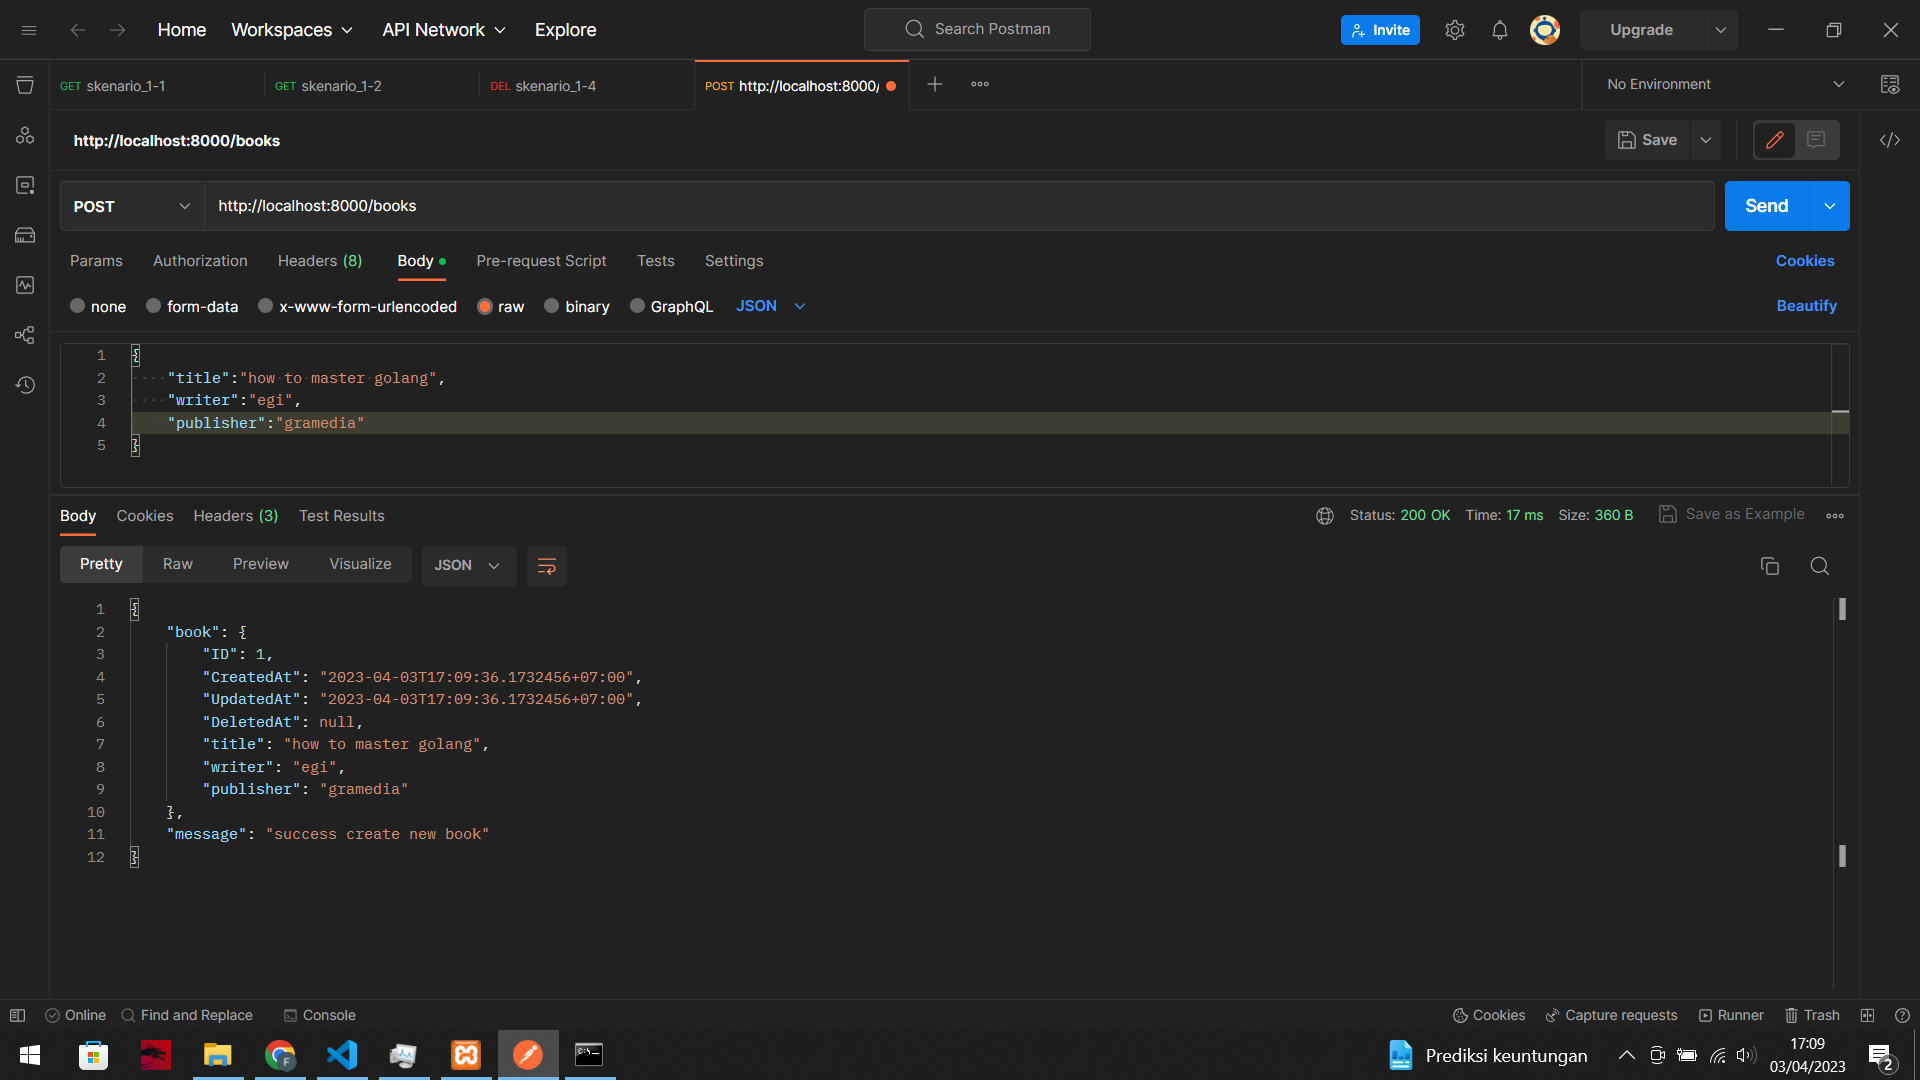 Home Workspaces API Network Explore Search Postman Invite Upgrade
GET skenario_1-1 GET skenario_1-2 DEL skenario_1-4 POST http://localhost:8000/ No Environment
http://localhost:8000/books Save
POST http://localhost:8000/books Send
Params Authorization Headers (8) Body Pre-request Script Tests Settings Cookies
none form-data x-www-form-urlencoded raw binary GraphQL JSON Beautify
1 {
2 "title":"how to master golang",
3 "writer":"egi",
4 "publisher":"gramedia"
5 }
Body Cookies Headers (3) Test Results Status: 200 OK Time: 17 ms Size: 360 B Save as Example
Pretty Raw Preview Visualize JSON
1 {
2 "book": {
3 "ID": 1,
4 "CreatedAt": "2023-04-03T17:09:36.1732456+07:00",
5 "UpdatedAt": "2023-04-03T17:09:36.1732456+07:00",
6 "DeletedAt": null,
7 "title": "how to master golang",
8 "writer": "egi",
9 "publisher": "gramedia"
10 },
11 "message": "success create new book"
12 }
Online Find and Replace Console Cookies Capture requests Runner Trash
F C:\ Prediksi keuntungan 17:09
03/04/2023 2